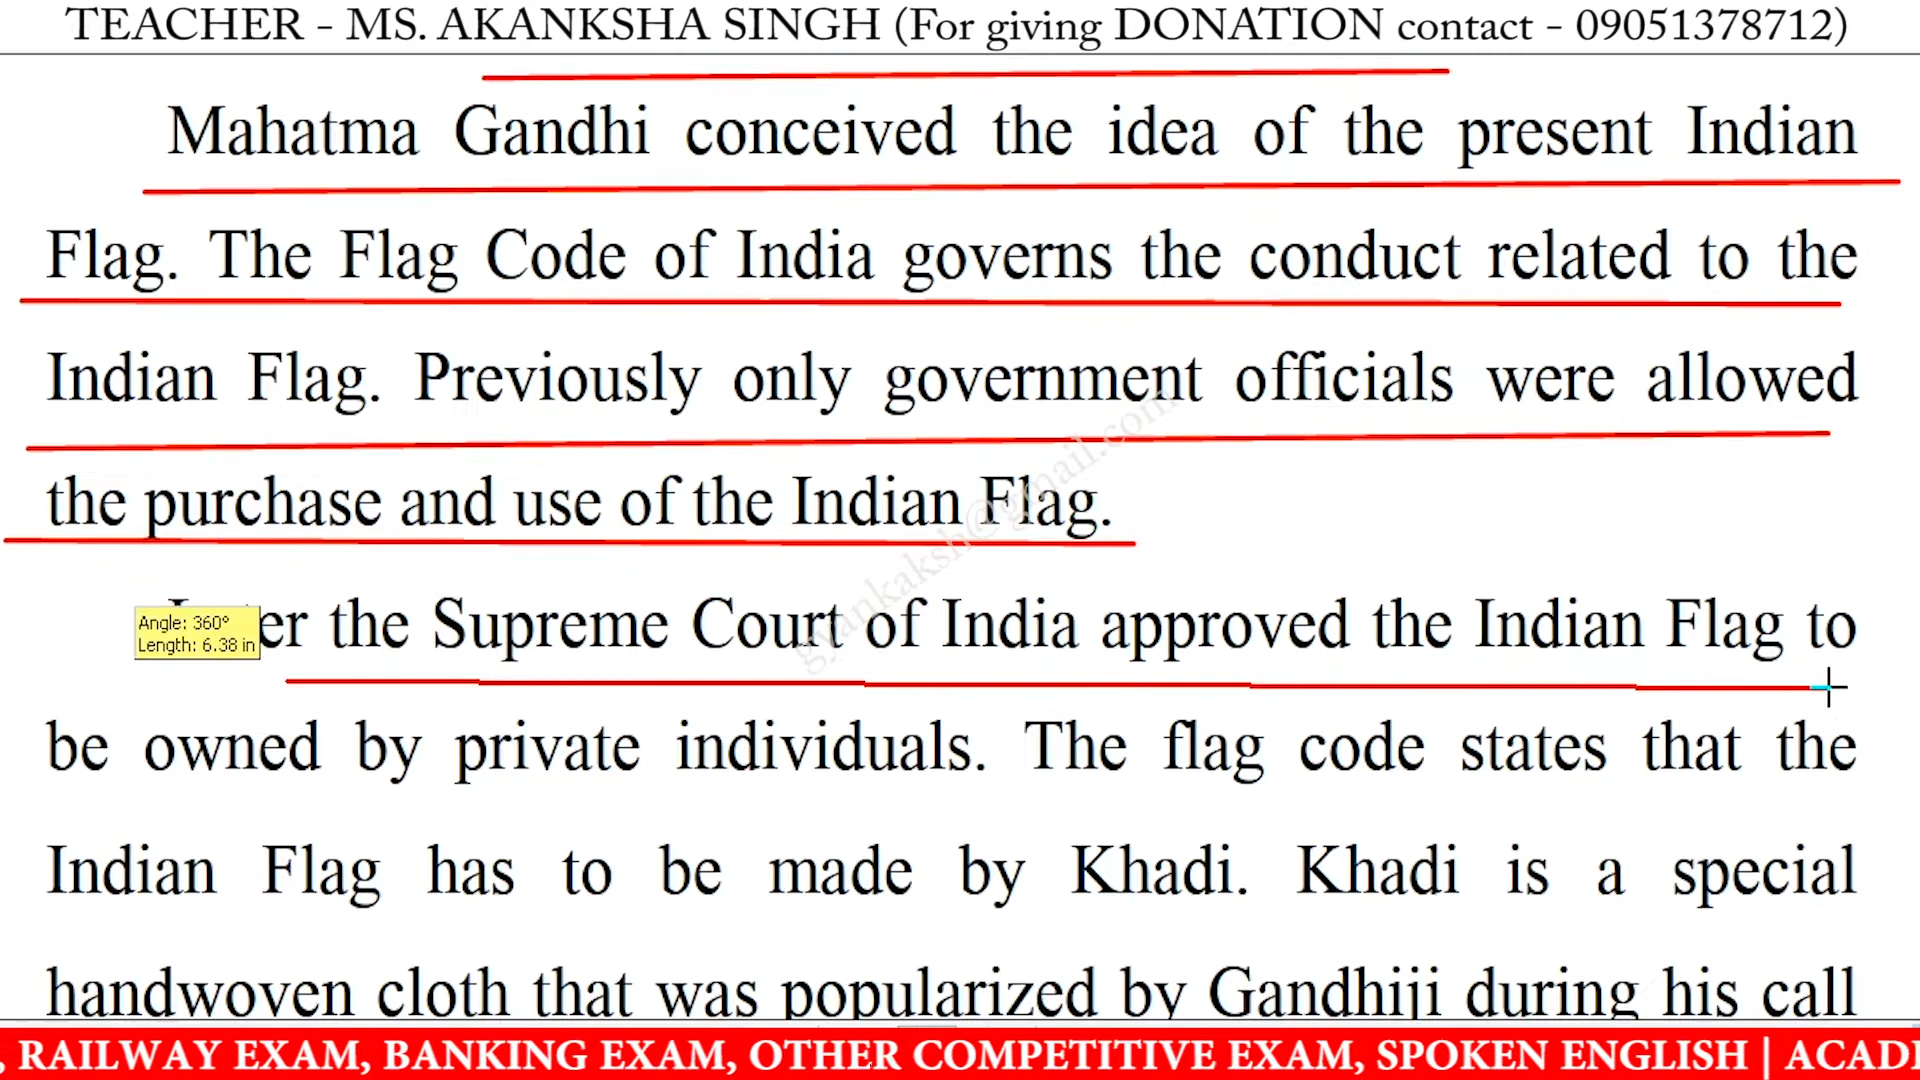 TEACHER - MS. AKANKSHA SINGH (For giving DONATION contact - 09051378712)
Mahatma Gandhi conceived the idea of the present Indian
Flag. The Flag Code of India governs the conduct related to the
Indian Flag. Previously only government officials were allowed
the purchase and use of the Indian Flag.
er the Supreme Court of India approved the Indian Flag to
Angle: 360°
Length: 6.38 in
be owned by private individuals. The flag code states that the
Indian Flag has to be made by Khadi. Khadi is a special
handwoven cloth that was popularized by Gandhiji during his call
gyankaksh@gmail.com
, RAILWAY EXAM, BANKING EXAM, OTHER COMPETITIVE EXAM, SPOKEN ENGLISH | ACAD